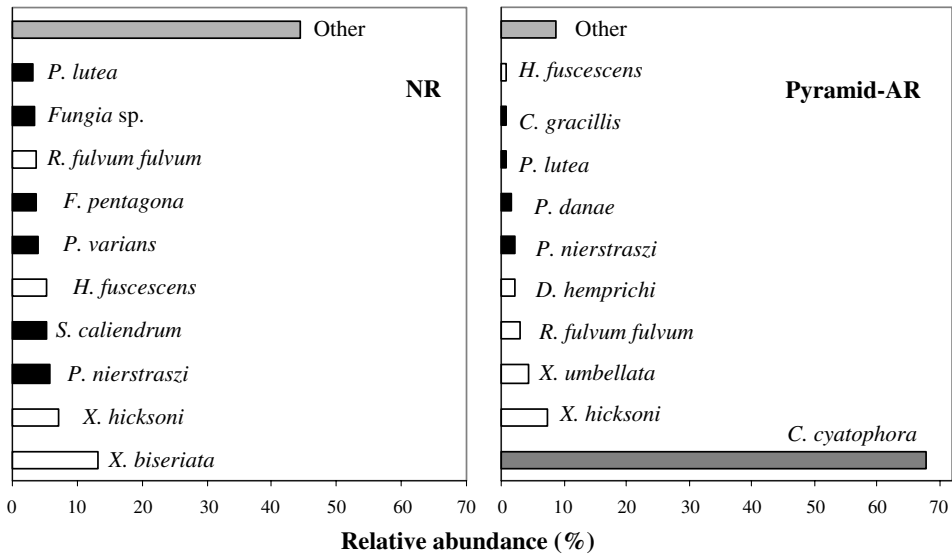 Other
P. lutea
NR
Fungia sp.
R. fulvum fulvum
F. pentagona
P. varians
H. fuscescens
S. caliendrum
P. nierstraszi
X. hicksoni
X. biseriata
0 10 20 30 40 50 60 70
Other
H. fuscescens
Pyramid-AR
C. gracillis
P. lutea
P. danae
P. nierstraszi
D. hemprichi
R. fulvum fulvum
X. umbellata
X. hicksoni
C. cyatophora
0 10 20 30 40 50 60 70
Relative abundance (%)